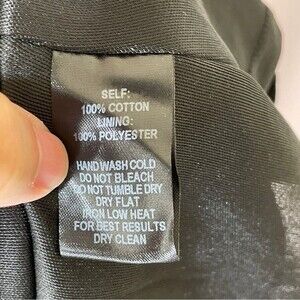 SELF:
100% COTTON
LINING:
100% POLYESTER
HAND WASH COLD
DO NOT BLEACH
DO NOT TUMBLE DRY
DRY FLAT
IRON LOW HEAT
FOR BEST RESULTS
DRY CLEAN